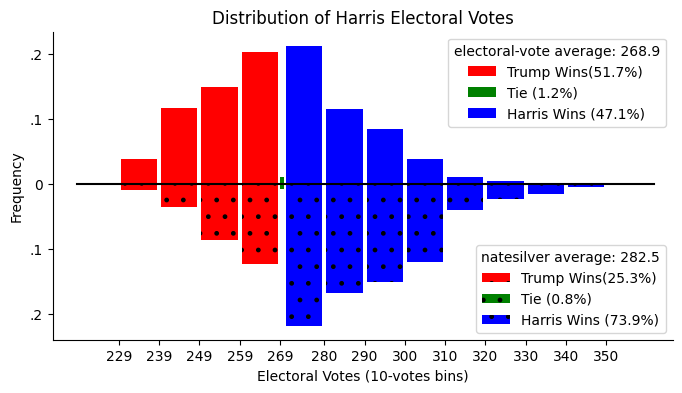 Distribution of Harris Electoral Votes
electoral-vote average: 268.9
Trump Wins(51.7%)
Tie (1.2%)
Harris Wins (47.1%)
.2
.1
0
.1
.2
Frequency
natesilver average: 282.5
Trump Wins(25.3%)
Tie (0.8%)
Harris Wins (73.9%)
229 239 249 259 269 280 290 300 310 320 330 340 350
Electoral Votes (10-votes bins)